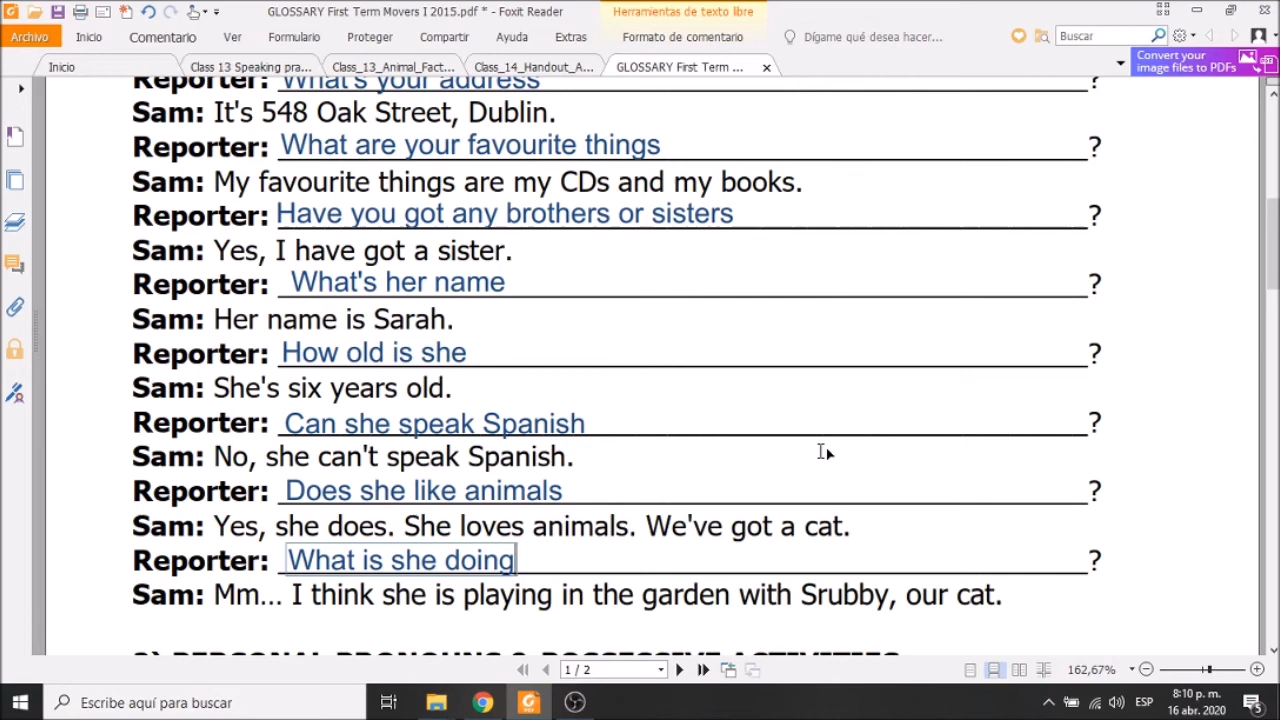 GLOSSARY First Term Movers I 2015.pdf * - Foxit Reader
Herramientas de texto libre
Archivo
Inicio
Comentario
Ver
Formulario
Proteger
Compartir
Ayuda
Extras
Formato de comentario
Dígame qué desea hacer...
Buscar
Inicio
Class 13 Speaking pra...
Class_13_Animal_Fact...
Class_14_Handout_A...
GLOSSARY First Term ...
Convert your
image files to PDFs
Reporter: What's your address ?
Sam: It's 548 Oak Street, Dublin.
Reporter: What are your favourite things ?
Sam: My favourite things are my CDs and my books.
Reporter: Have you got any brothers or sisters ?
Sam: Yes, I have got a sister.
Reporter: What's her name ?
Sam: Her name is Sarah.
Reporter: How old is she ?
Sam: She's six years old.
Reporter: Can she speak Spanish ?
Sam: No, she can't speak Spanish.
Reporter: Does she like animals ?
Sam: Yes, she does. She loves animals. We've got a cat.
Reporter: What is she doing ?
Sam: Mm... I think she is playing in the garden with Srubby, our cat.
2) PERSONAL PRONOUNS & POSSESSIVE ACTIVITIES
1 / 2
162,67%
Escribe aquí para buscar
ESP
8:10 p. m.
16 abr. 2020
5